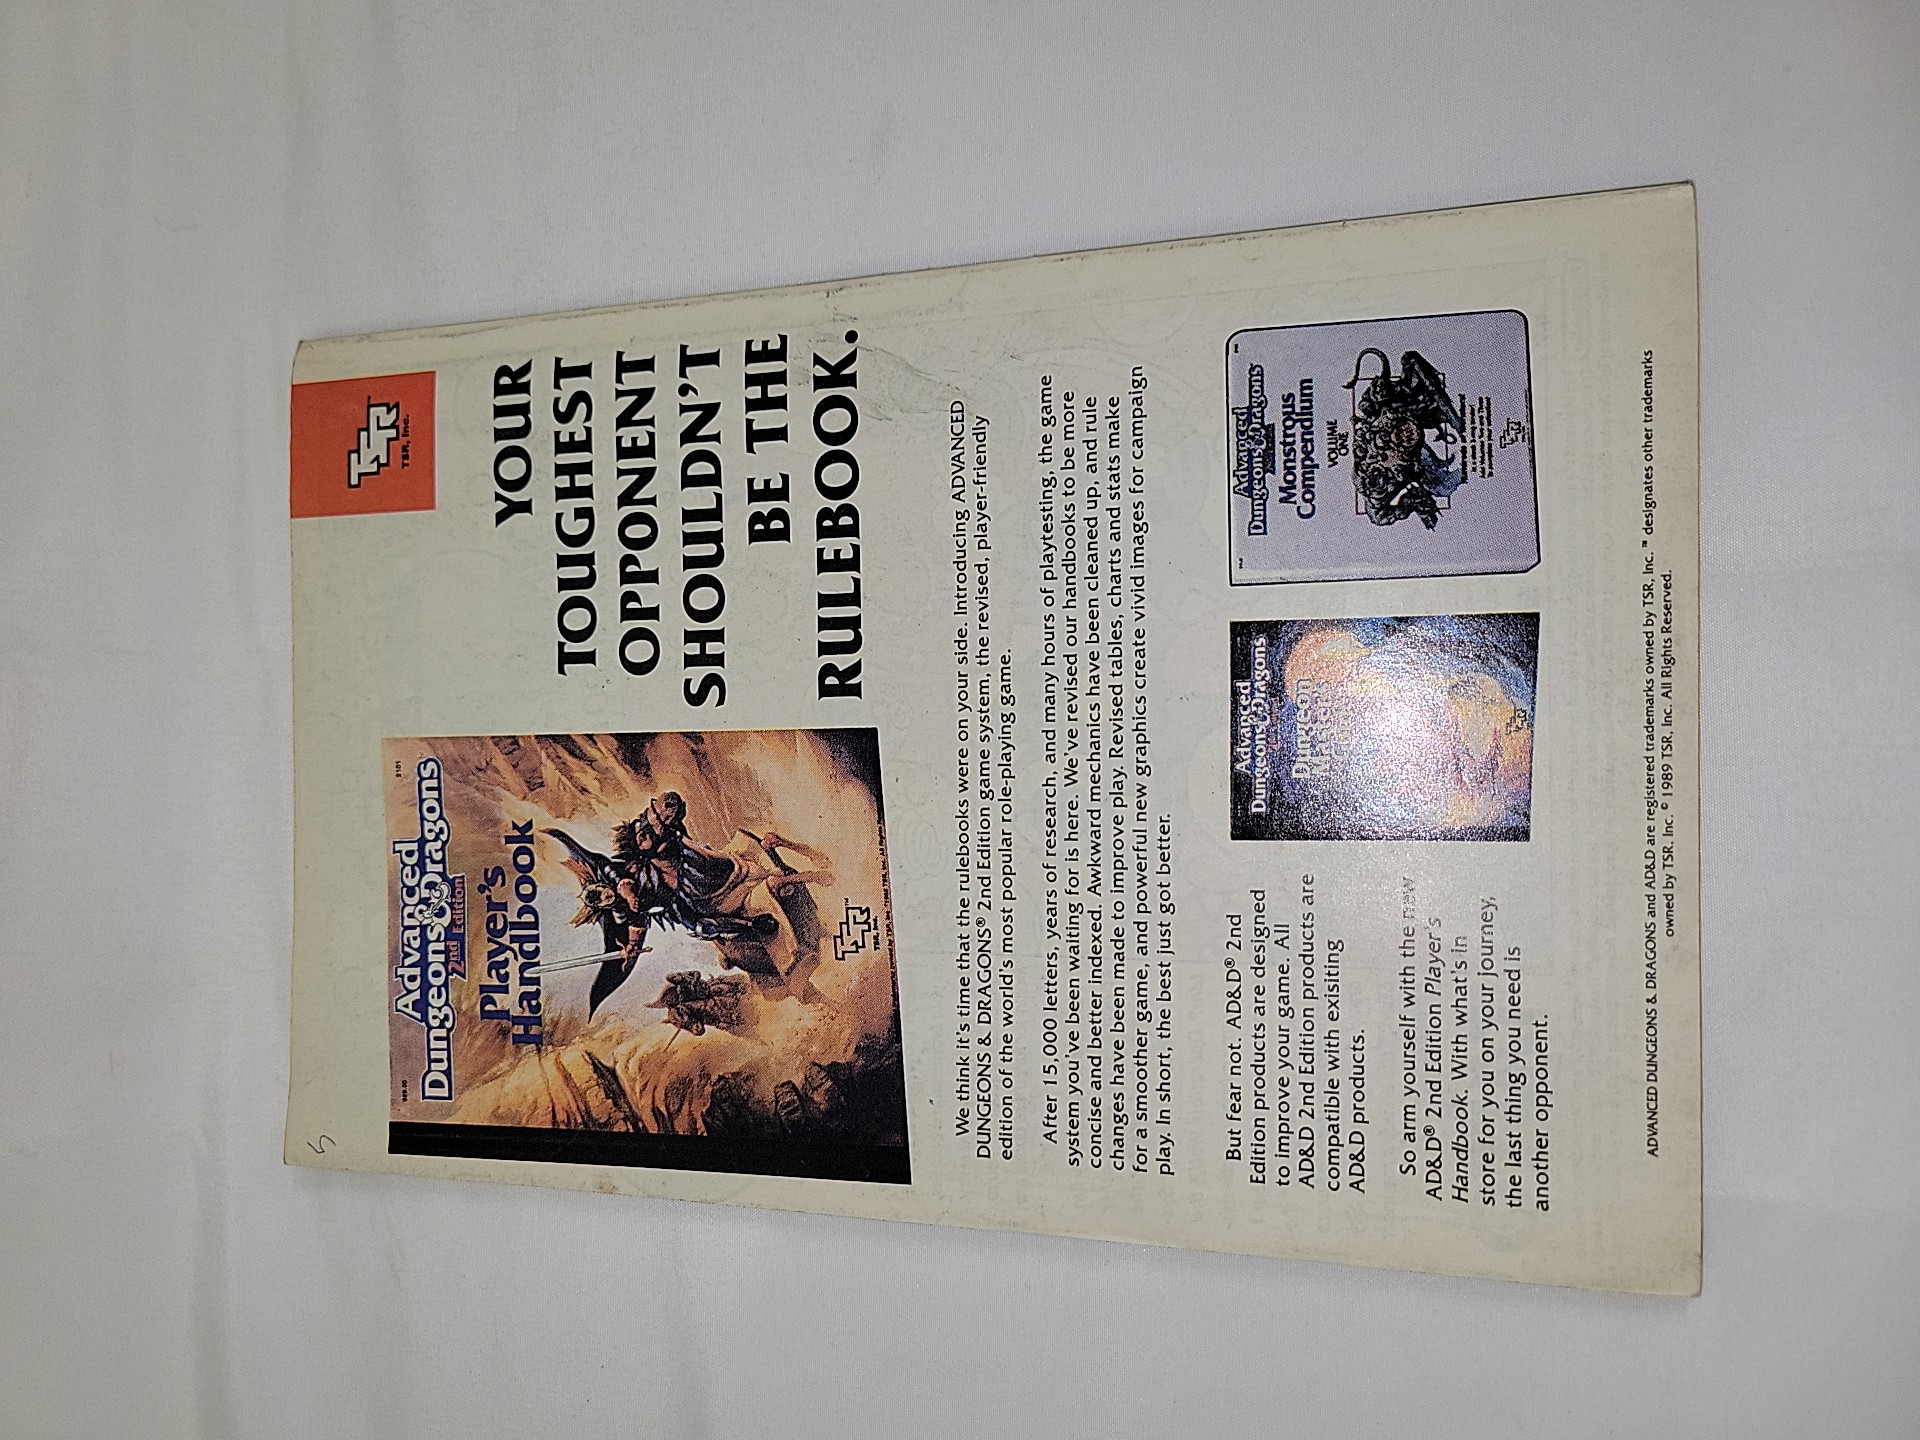 TSR
TSR, Inc.
YOUR
TOUGHEST
OPPONENT
SHOULDN'T
BE THE
RULEBOOK.
2101
Advanced
Dungeons & Dragons
2nd Edition
Player's
Handbook
TSR
TSR, Inc.
We think it's time that the rulebooks were on your side. Introducing ADVANCED
DUNGEONS & DRAGONS® 2nd Edition game system, the revised, player-friendly
edition of the world's most popular role-playing game.
After 15,000 letters, years of research, and many hours of playtesting, the game
system you've been waiting for is here. We've revised our handbooks to be more
concise and better indexed. Awkward mechanics have been cleaned up, and rule
changes have been made to improve play. Revised tables, charts and stats make
for a smoother game, and powerful new graphics create vivid images for campaign
play. In short, the best just got better.
But fear not. AD&D® 2nd
Edition products are designed
to improve your game. All
AD&D 2nd Edition products are
compatible with exisiting
AD&D products.
So arm yourself with the new
AD&D® 2nd Edition Player's
Handbook. With what's in
store for you on your journey,
the last thing you need is
another opponent.
Advanced
Dungeons & Dragons
Dungeon
Master's
TSR
Advanced
Dungeons & Dragons
Monstrous
Compendium
VOLUME
ONE
TSR
ADVANCED DUNGEONS & DRAGONS and AD&D are registered trademarks owned by TSR, Inc. ™ designates other trademarks
owned by TSR, Inc. © 1989 TSR, Inc. All Rights Reserved.